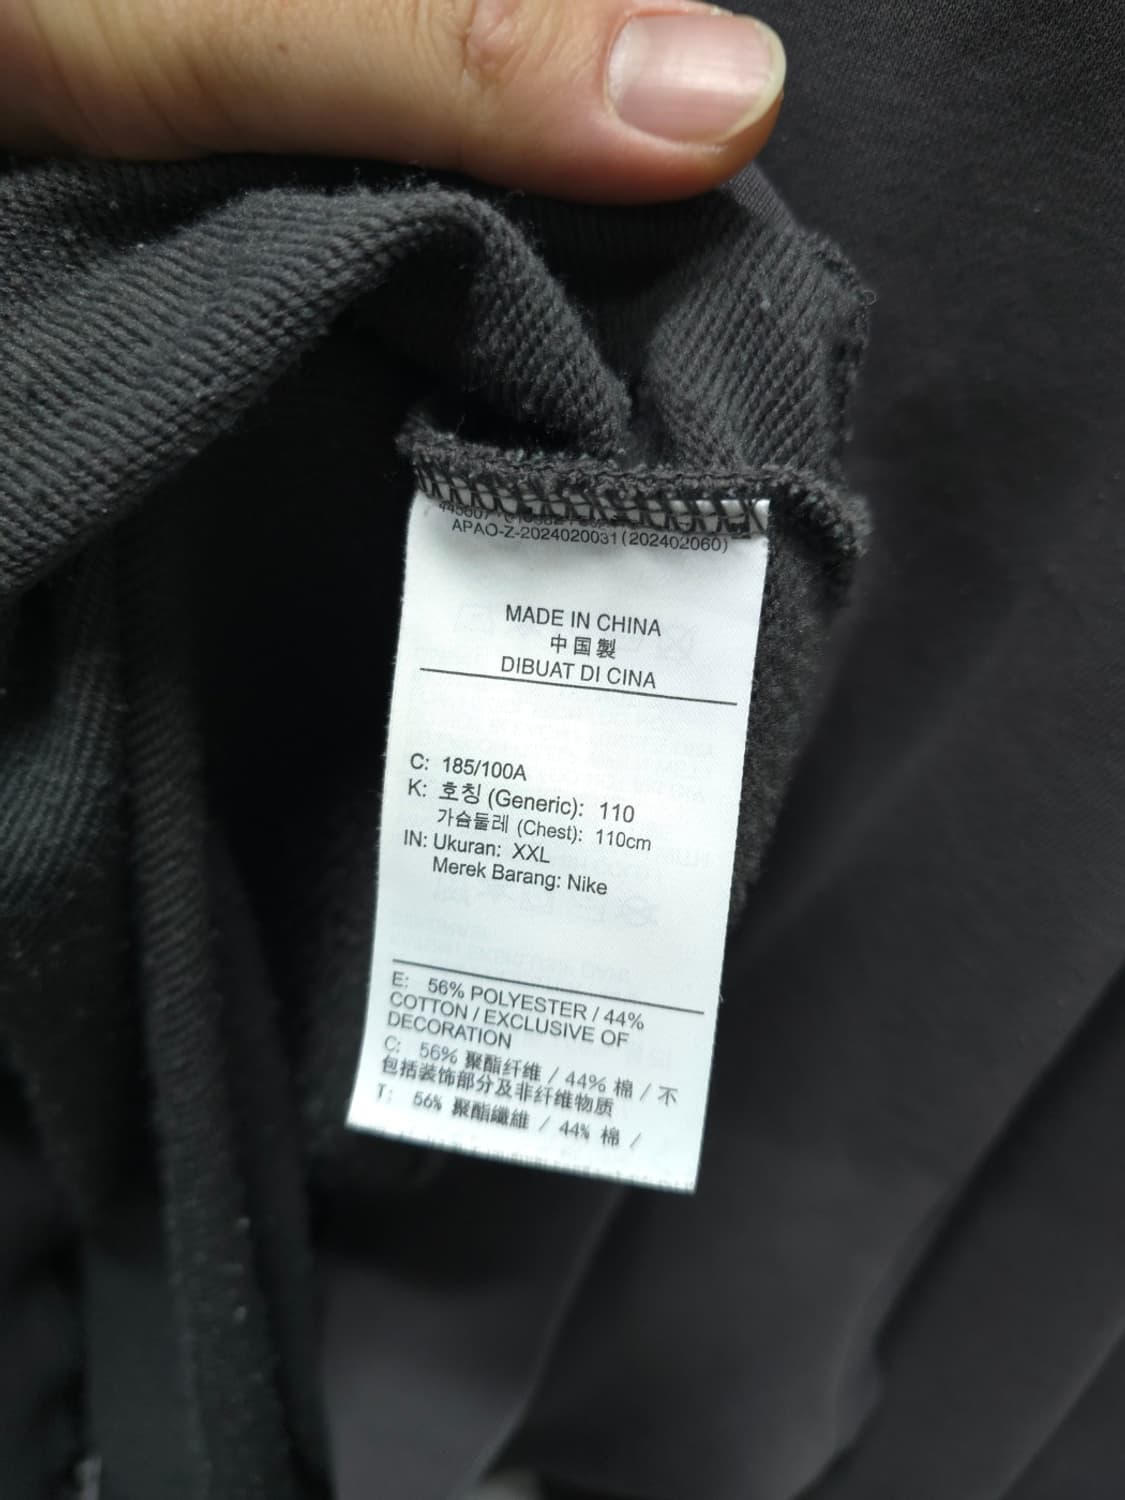 APAO-Z-2024020031 (202402060)
MADE IN CHINA
中国製
DIBUAT DI CINA
C: 185/100A
K: 호칭 (Generic): 110
가슴둘레 (Chest): 110cm
IN: Ukuran: XXL
Merek Barang: Nike
E: 56% POLYESTER / 44%
COTTON / EXCLUSIVE OF
DECORATION
C: 56% 聚酯纤维 / 44% 棉 / 不
包括装饰部分及非纤维物质
T: 56% 聚酯纖維 / 44% 棉 /